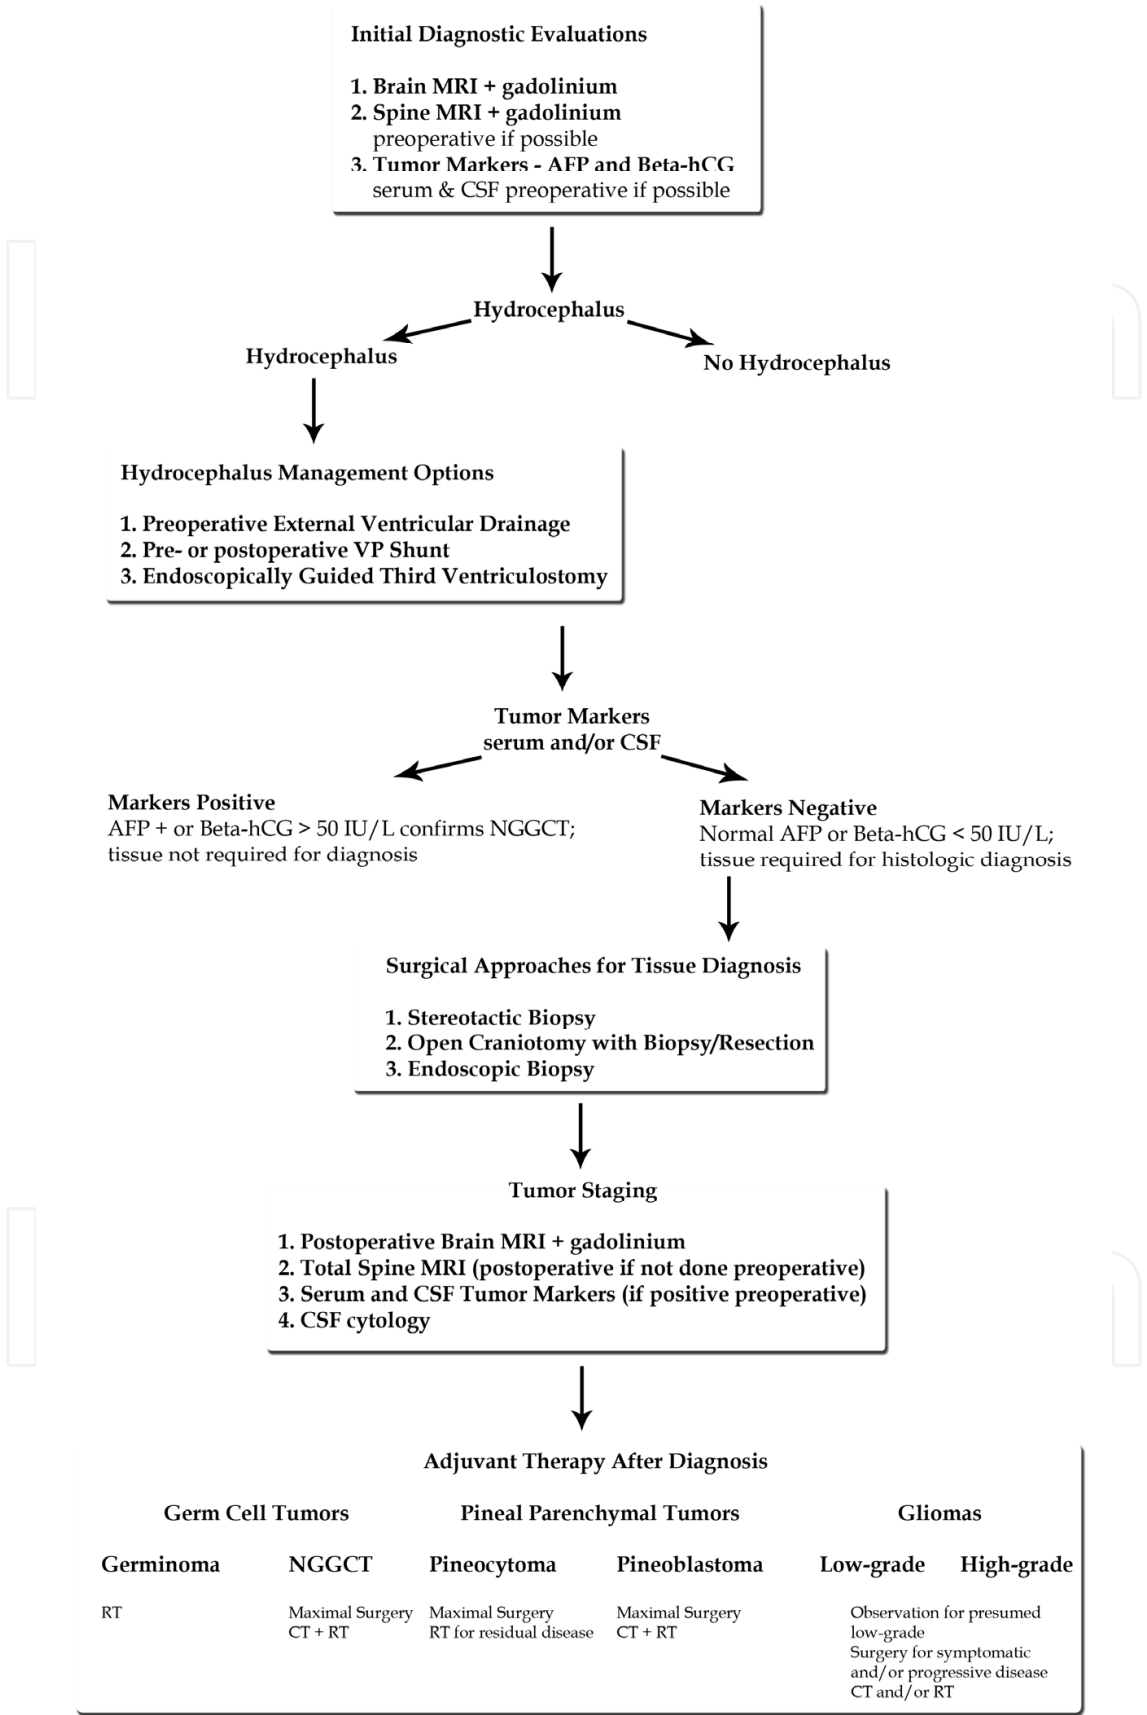 Initial Diagnostic Evaluations
1. Brain MRI + gadolinium
2. Spine MRI + gadolinium
preoperative if possible
3. Tumor Markers - AFP and Beta-hCG
serum & CSF preoperative if possible
Hydrocephalus
Hydrocephalus
No Hydrocephalus
Hydrocephalus Management Options
1. Preoperative External Ventricular Drainage
2. Pre- or postoperative VP Shunt
3. Endoscopically Guided Third Ventriculostomy
Tumor Markers
serum and/or CSF
Markers Positive
AFP + or Beta-hCG > 50 IU/L confirms NGGCT;
tissue not required for diagnosis
Markers Negative
Normal AFP or Beta-hCG < 50 IU/L;
tissue required for histologic diagnosis
Surgical Approaches for Tissue Diagnosis
1. Stereotactic Biopsy
2. Open Craniotomy with Biopsy/Resection
3. Endoscopic Biopsy
Tumor Staging
1. Postoperative Brain MRI + gadolinium
2. Total Spine MRI (postoperative if not done preoperative)
3. Serum and CSF Tumor Markers (if positive preoperative)
4. CSF cytology
Adjuvant Therapy After Diagnosis
Germ Cell Tumors
Pineal Parenchymal Tumors
Gliomas
Germinoma
NGGCT
Pineocytoma
Pineoblastoma
Low-grade
High-grade
RT
Maximal Surgery
CT + RT
Maximal Surgery
RT for residual disease
Maximal Surgery
CT + RT
Observation for presumed
low-grade
Surgery for symptomatic
and/or progressive disease
CT and/or RT